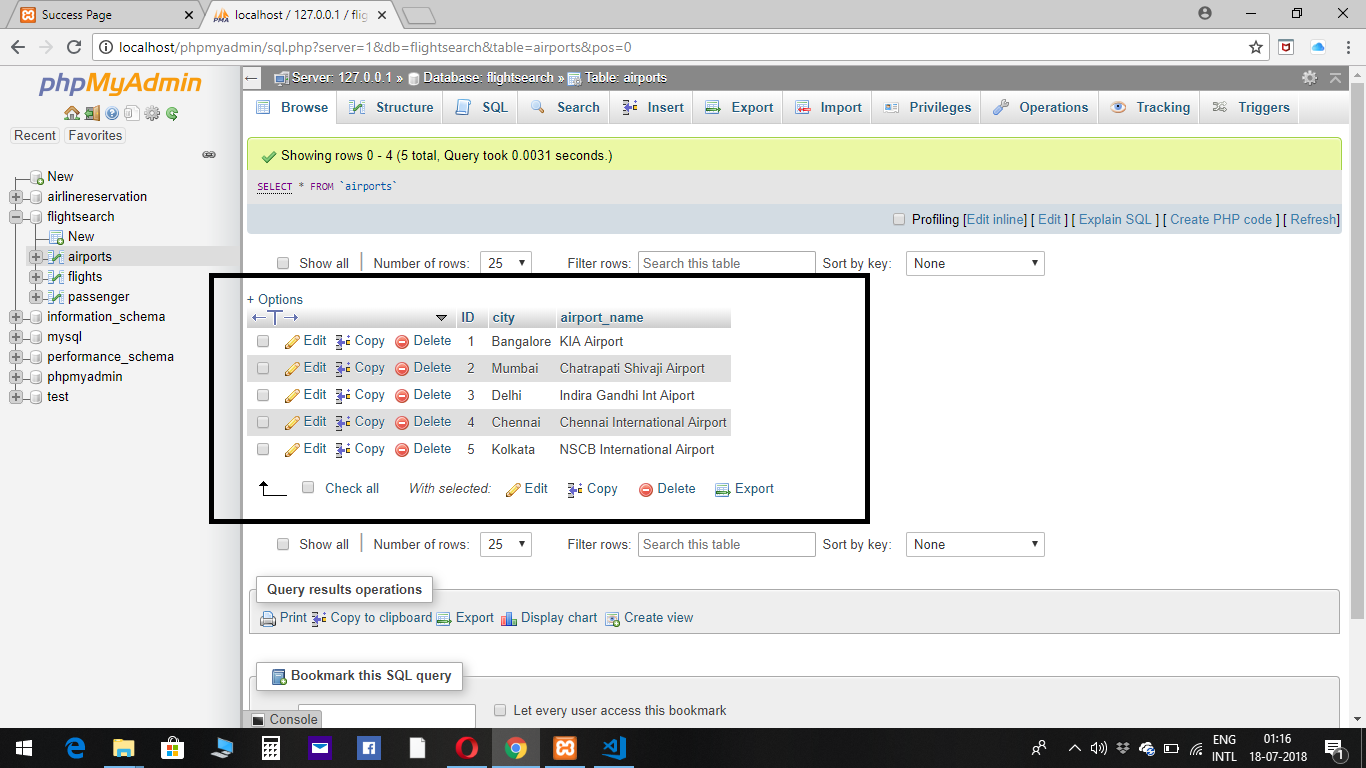 Success Page
localhost / 127.0.0.1 / flig
localhost/phpmyadmin/sql.php?server=1&db=flightsearch&table=airports&pos=0
phpMyAdmin
Recent Favorites
New
airlinereservation
flightsearch
New
airports
flights
passenger
information_schema
mysql
performance_schema
phpmyadmin
test
Server: 127.0.0.1 » Database: flightsearch » Table: airports
Browse Structure SQL Search Insert Export Import Privileges Operations Tracking Triggers
Showing rows 0 - 4 (5 total, Query took 0.0031 seconds.)
SELECT * FROM `airports`
Profiling [Edit inline] [ Edit ] [ Explain SQL ] [ Create PHP code ] [ Refresh]
Show all Number of rows: 25 Filter rows: Search this table Sort by key: None
+ Options
ID city airport_name
Edit Copy Delete 1 Bangalore KIA Airport
Edit Copy Delete 2 Mumbai Chatrapati Shivaji Airport
Edit Copy Delete 3 Delhi Indira Gandhi Int Aiport
Edit Copy Delete 4 Chennai Chennai International Airport
Edit Copy Delete 5 Kolkata NSCB International Airport
Check all With selected: Edit Copy Delete Export
Show all Number of rows: 25 Filter rows: Search this table Sort by key: None
Query results operations
Print Copy to clipboard Export Display chart Create view
Bookmark this SQL query
Let every user access this bookmark
Console
ENG 01:16
INTL 18-07-2018 1